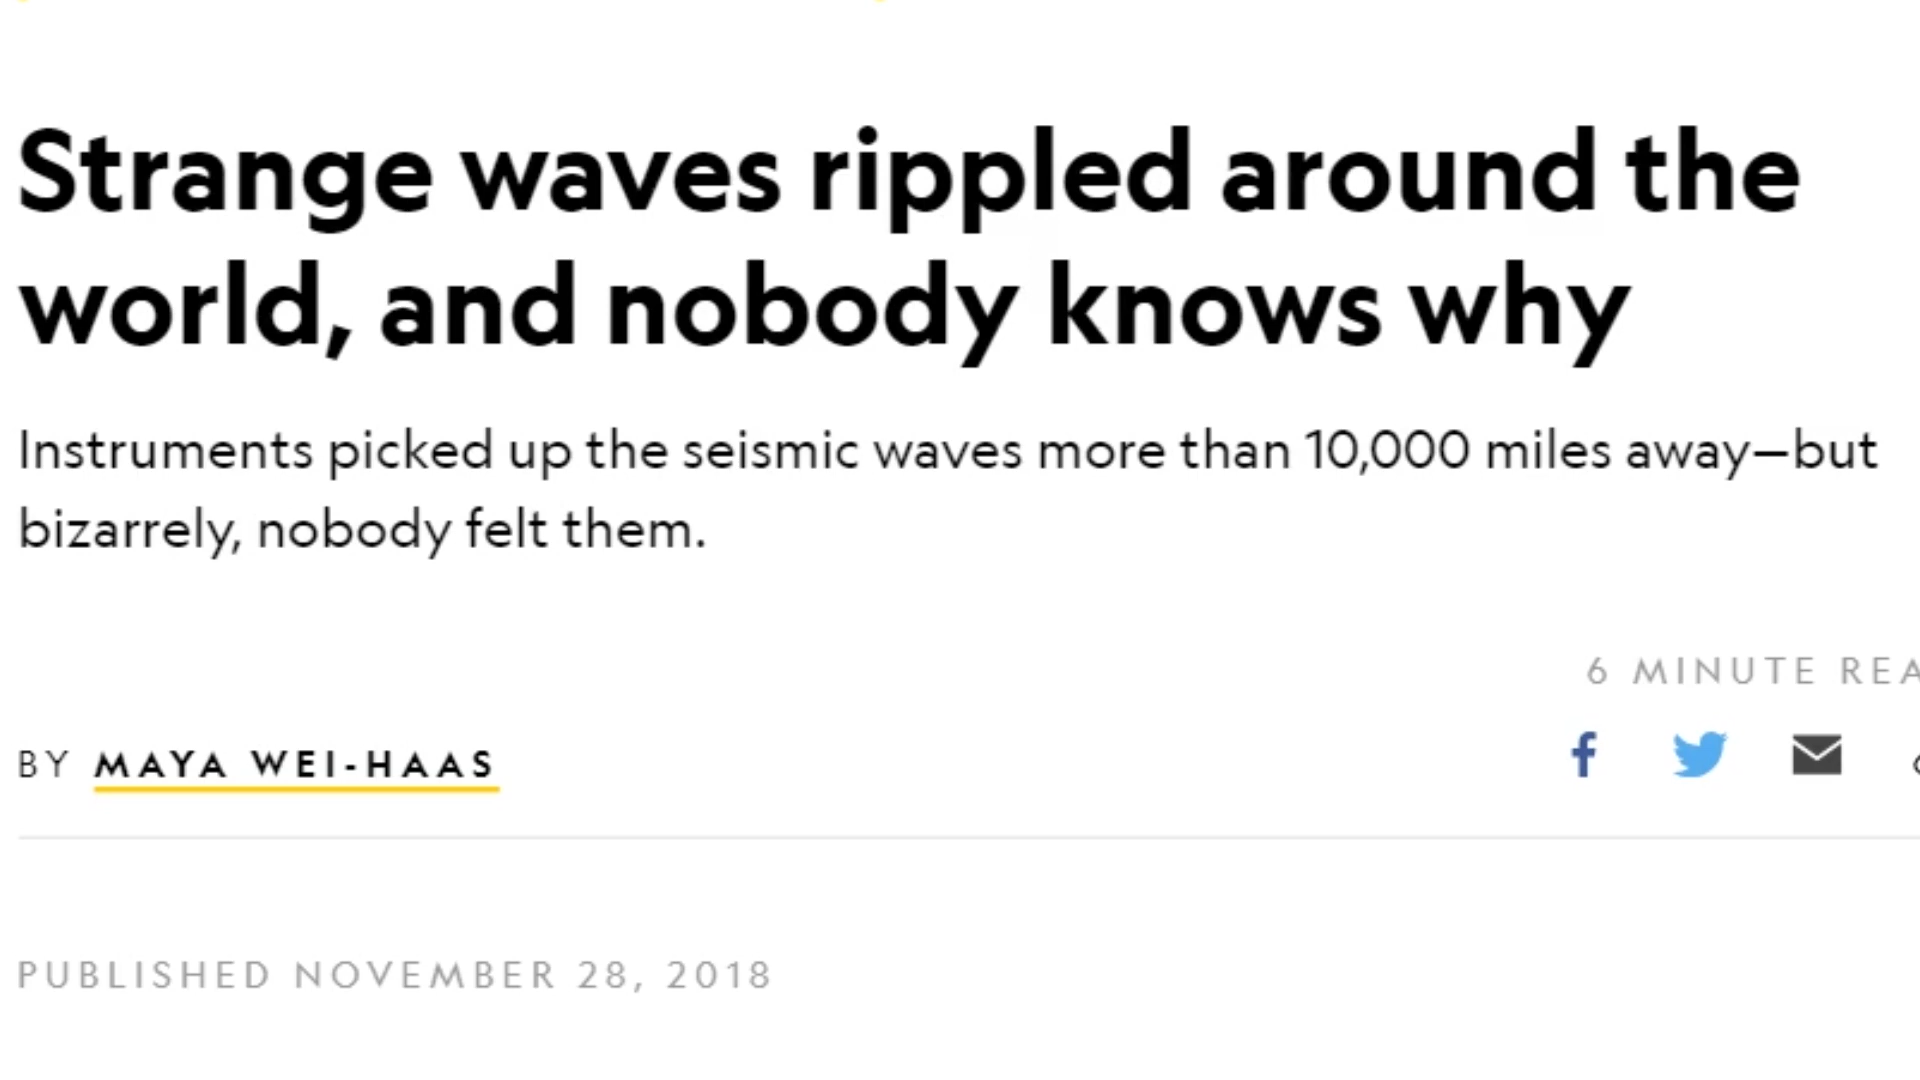 Strange waves rippled around the
world, and nobody knows why
Instruments picked up the seismic waves more than 10,000 miles away—but
bizarrely, nobody felt them.
6 MINUTE REA
BY MAYA WEI-HAAS
PUBLISHED NOVEMBER 28, 2018